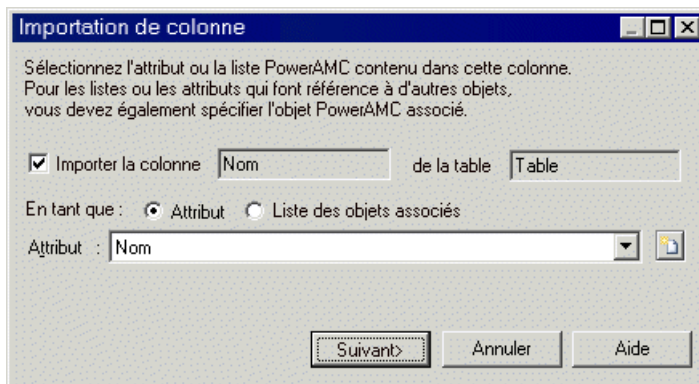 Importation de colonne
Sélectionnez l'attribut ou la liste PowerAMC contenu dans cette colonne.
Pour les listes ou les attributs qui font référence à d'autres objets,
vous devez également spécifier l'objet PowerAMC associé.
Importer la colonne Nom de la table Table
En tant que : Attribut Liste des objets associés
Attribut : Nom
Suivant> Annuler Aide